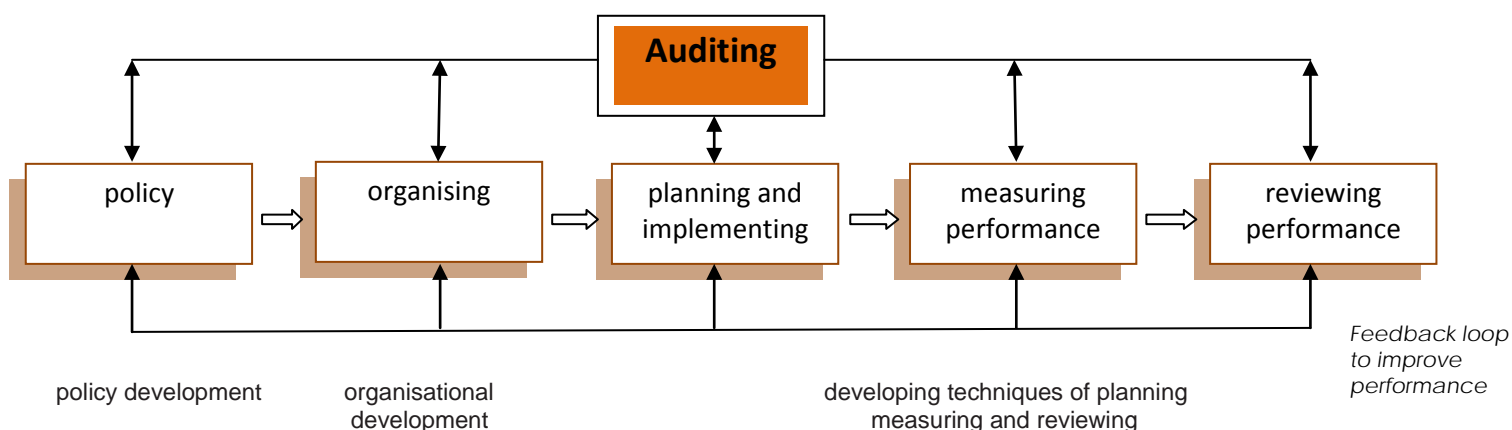 Auditing
policy
organising
planning and
implementing
measuring
performance
reviewing
performance
Feedback loop
to improve
performance
policy development
organisational
development
developing techniques of planning
measuring and reviewing